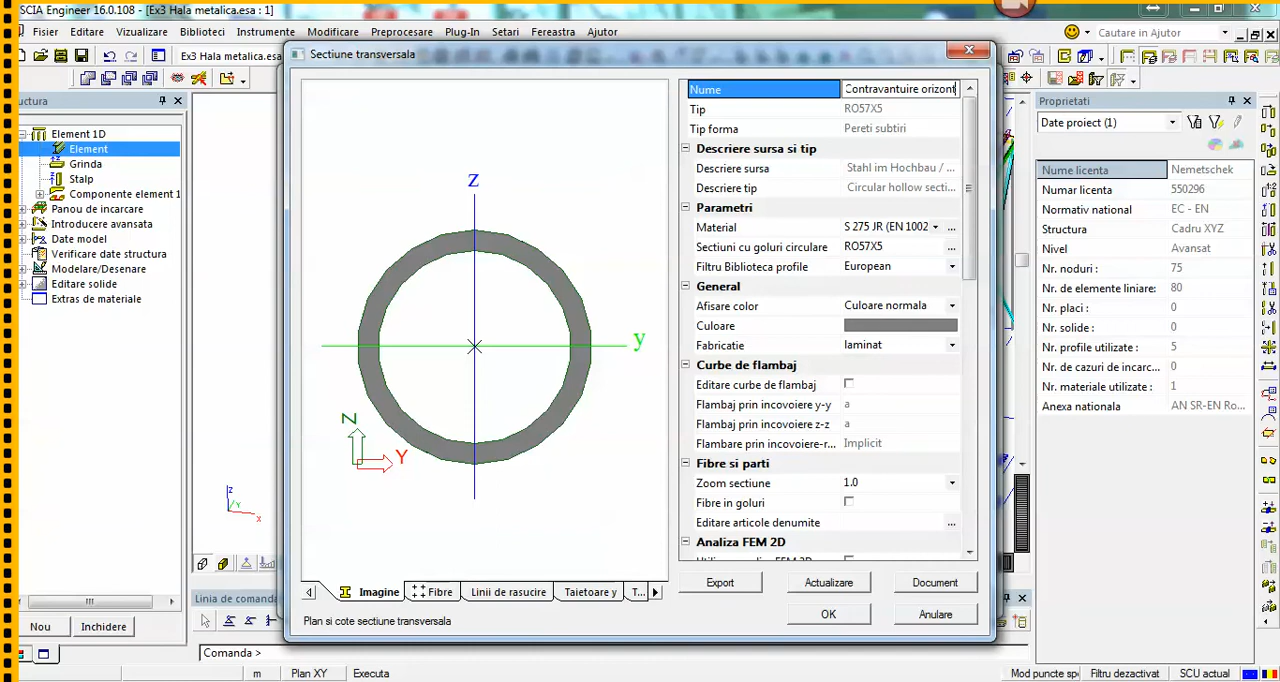 SCIA Engineer 16.0.108 - [Ex3 Hala metalica.esa : 1]
Fisier Editare Vizualizare Biblioteci Instrumente Modificare Preprocesare Plug-In Setari Fereastra Ajutor
Cautare in Ajutor
Ex3 Hala metalica.esa
Element 1D
Element
Grinda
Stalp
Componente element 1
Panou de incarcare
Introducere avansata
Date model
Verificare date structura
Modelare/Desenare
Editare solide
Extras de materiale
Nou
Inchidere
Sectiune transversala
z
y
N
Y
Imagine
Fibre
Linii de rasucire
Taietoare y
T...
Plan si cote sectiune transversala
Nume Contravantuire orizont
Tip RO57X5
Tip forma Pereti subtiri
Descriere sursa si tip
Descriere sursa Stahl im Hochbau / ...
Descriere tip Circular hollow secti...
Parametri
Material S 275 JR (EN 1002 ...
Sectiuni cu goluri circulare RO57X5 ...
Filtru Biblioteca profile European
General
Afisare color Culoare normala
Culoare
Fabricatie laminat
Curbe de flambaj
Editare curbe de flambaj
Flambaj prin incovoiere y-y a
Flambaj prin incovoiere z-z a
Flambare prin incovoiere-r... Implicit
Fibre si parti
Zoom sectiune 1.0
Fibre in goluri
Editare articole denumite ...
Analiza FEM 2D
Export
Actualizare
Document
OK
Anulare
Proprietati
Date proiect (1)
Nume licenta Nemetschek
Numar licenta 550296
Normativ national EC - EN
Structura Cadru XYZ
Nivel Avansat
Nr. noduri : 75
Nr. de elemente liniare: 80
Nr. placi : 0
Nr. solide : 0
Nr. profile utilizate : 5
Nr. de cazuri de incarc... 0
Nr. materiale utilizate : 1
Anexa nationala AN SR-EN Ro...
z
Y
x
Linia de comanda
Comanda >
m
Plan XY
Executa
Mod puncte sp
Filtru dezactivat
SCU actual